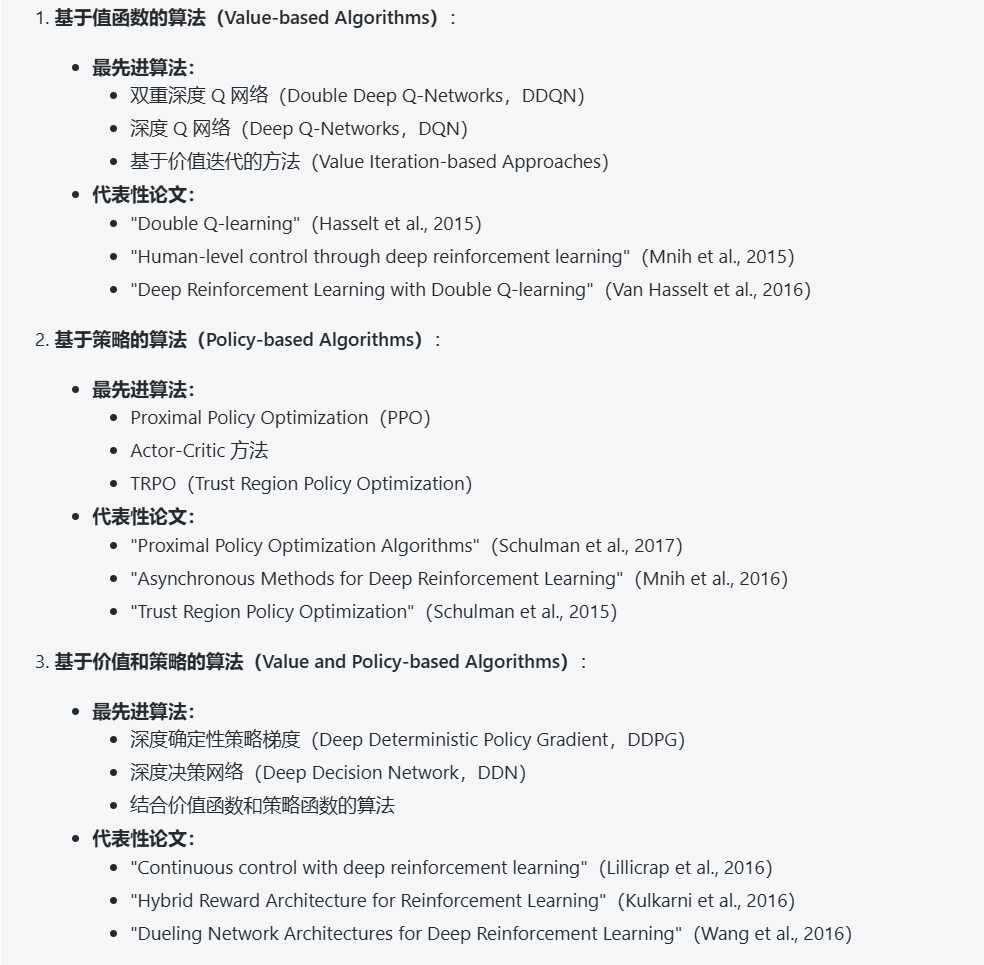 1. 基于值函数的算法（Value-based Algorithms）：
• 最先进算法：
• 双重深度 Q 网络（Double Deep Q-Networks，DDQN）
• 深度 Q 网络（Deep Q-Networks，DQN）
• 基于价值迭代的方法（Value Iteration-based Approaches）
• 代表性论文：
• "Double Q-learning"（Hasselt et al., 2015）
• "Human-level control through deep reinforcement learning"（Mnih et al., 2015）
• "Deep Reinforcement Learning with Double Q-learning"（Van Hasselt et al., 2016）
2. 基于策略的算法（Policy-based Algorithms）：
• 最先进算法：
• Proximal Policy Optimization（PPO）
• Actor-Critic 方法
• TRPO（Trust Region Policy Optimization）
• 代表性论文：
• "Proximal Policy Optimization Algorithms"（Schulman et al., 2017）
• "Asynchronous Methods for Deep Reinforcement Learning"（Mnih et al., 2016）
• "Trust Region Policy Optimization"（Schulman et al., 2015）
3. 基于价值和策略的算法（Value and Policy-based Algorithms）：
• 最先进算法：
• 深度确定性策略梯度（Deep Deterministic Policy Gradient，DDPG）
• 深度决策网络（Deep Decision Network，DDN）
• 结合价值函数和策略函数的算法
• 代表性论文：
• "Continuous control with deep reinforcement learning"（Lillicrap et al., 2016）
• "Hybrid Reward Architecture for Reinforcement Learning"（Kulkarni et al., 2016）
• "Dueling Network Architectures for Deep Reinforcement Learning"（Wang et al., 2016）